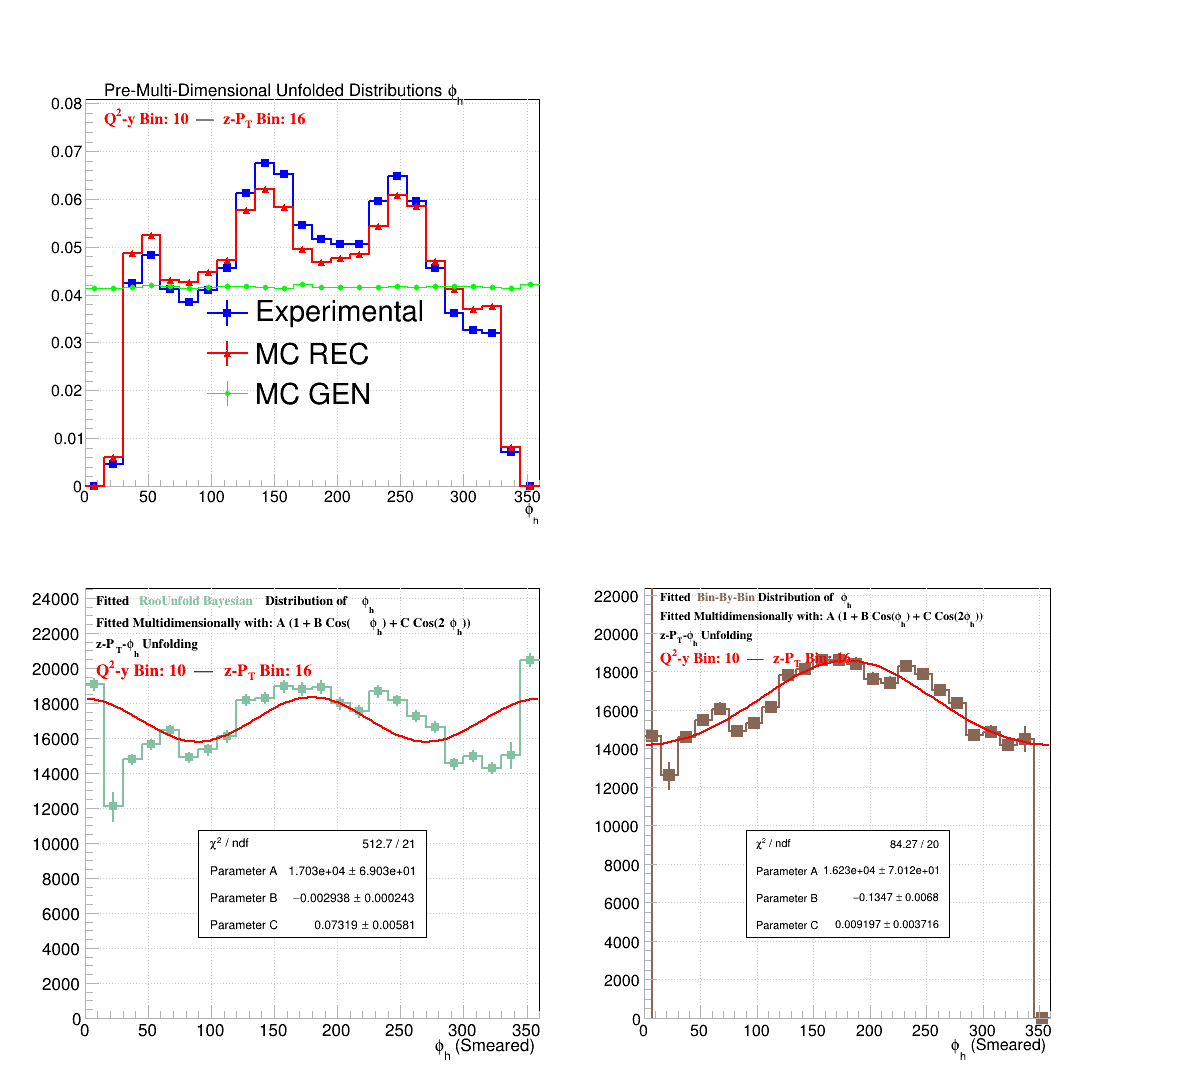 Pre-Multi-Dimensional Unfolded Distributions ϕh
Q2-y Bin: 10 — z-PT Bin: 16
0.08
0.07
0.06
0.05
0.04
0.03
0.02
0.01
0
Experimental
MC REC
MC GEN
0 50 100 150 200 250 300 350
ϕh
Fitted RooUnfold Bayesian Distribution of ϕh
Fitted Multidimensionally with: A (1 + B Cos( ϕh) + C Cos(2 ϕh))
z-PT-ϕh Unfolding
Q2-y Bin: 10 — z-PT Bin: 16
24000
22000
20000
18000
16000
14000
12000
10000
8000
6000
4000
2000
0
χ2 / ndf 512.7 / 21
Parameter A 1.703e+04 ± 6.903e+01
Parameter B −0.002938 ± 0.000243
Parameter C 0.07319 ± 0.00581
0 50 100 150 200 250 300 350
ϕh (Smeared)
Fitted Bin-By-Bin Distribution of ϕh
Fitted Multidimensionally with: A (1 + B Cos(ϕh) + C Cos(2ϕh))
z-PT-ϕh Unfolding
Q2-y Bin: 10 — z-PT Bin: 16
22000
20000
18000
16000
14000
12000
10000
8000
6000
4000
2000
0
χ2 / ndf 84.27 / 20
Parameter A 1.623e+04 ± 7.012e+01
Parameter B −0.1347 ± 0.0068
Parameter C 0.009197 ± 0.003716
0 50 100 150 200 250 300 350
ϕh (Smeared)